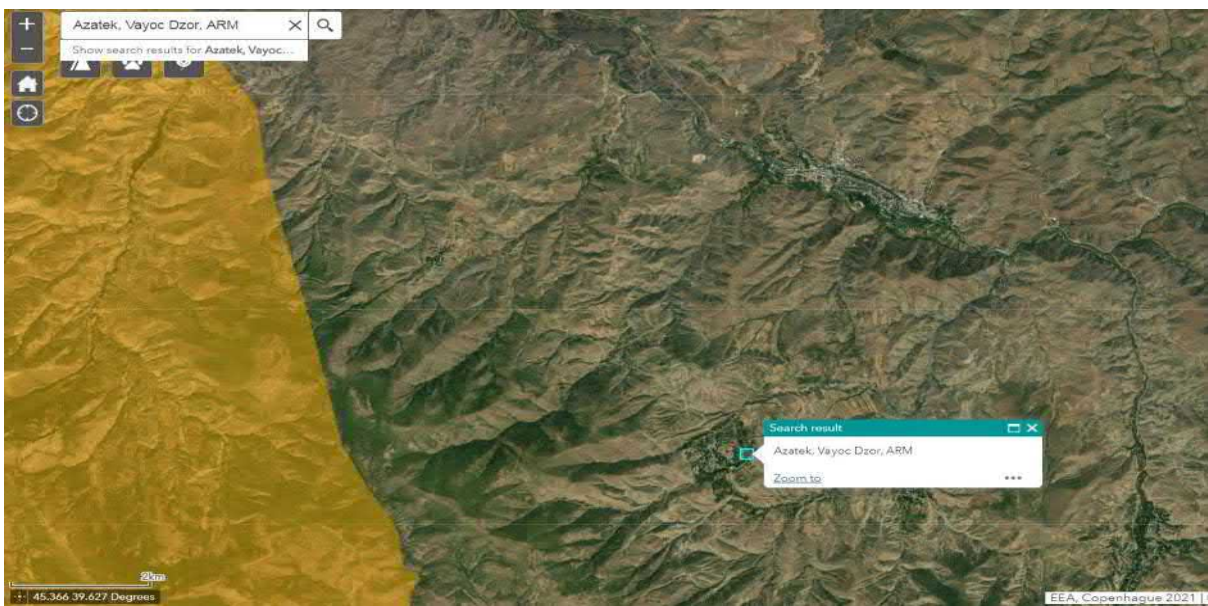 +
Azatek, Vayoc Dzor, ARM
−
Show search results for Azatek, Vayoc...
Search result
Azatek, Vayoc Dzor, ARM
Zoom to
2km
45.366 39.627 Degrees
EEA, Copenhague 2021 |